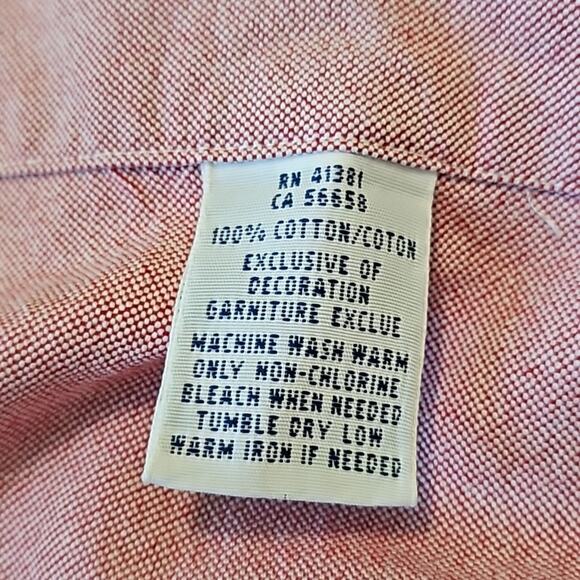 RN 41381
CA 56658
100% COTTON/COTON
EXCLUSIVE OF
DECORATION
GARNITURE EXCLUE
MACHINE WASH WARM
ONLY NON-CHLORINE
BLEACH WHEN NEEDED
TUMBLE DRY LOW
WARM IRON IF NEEDED